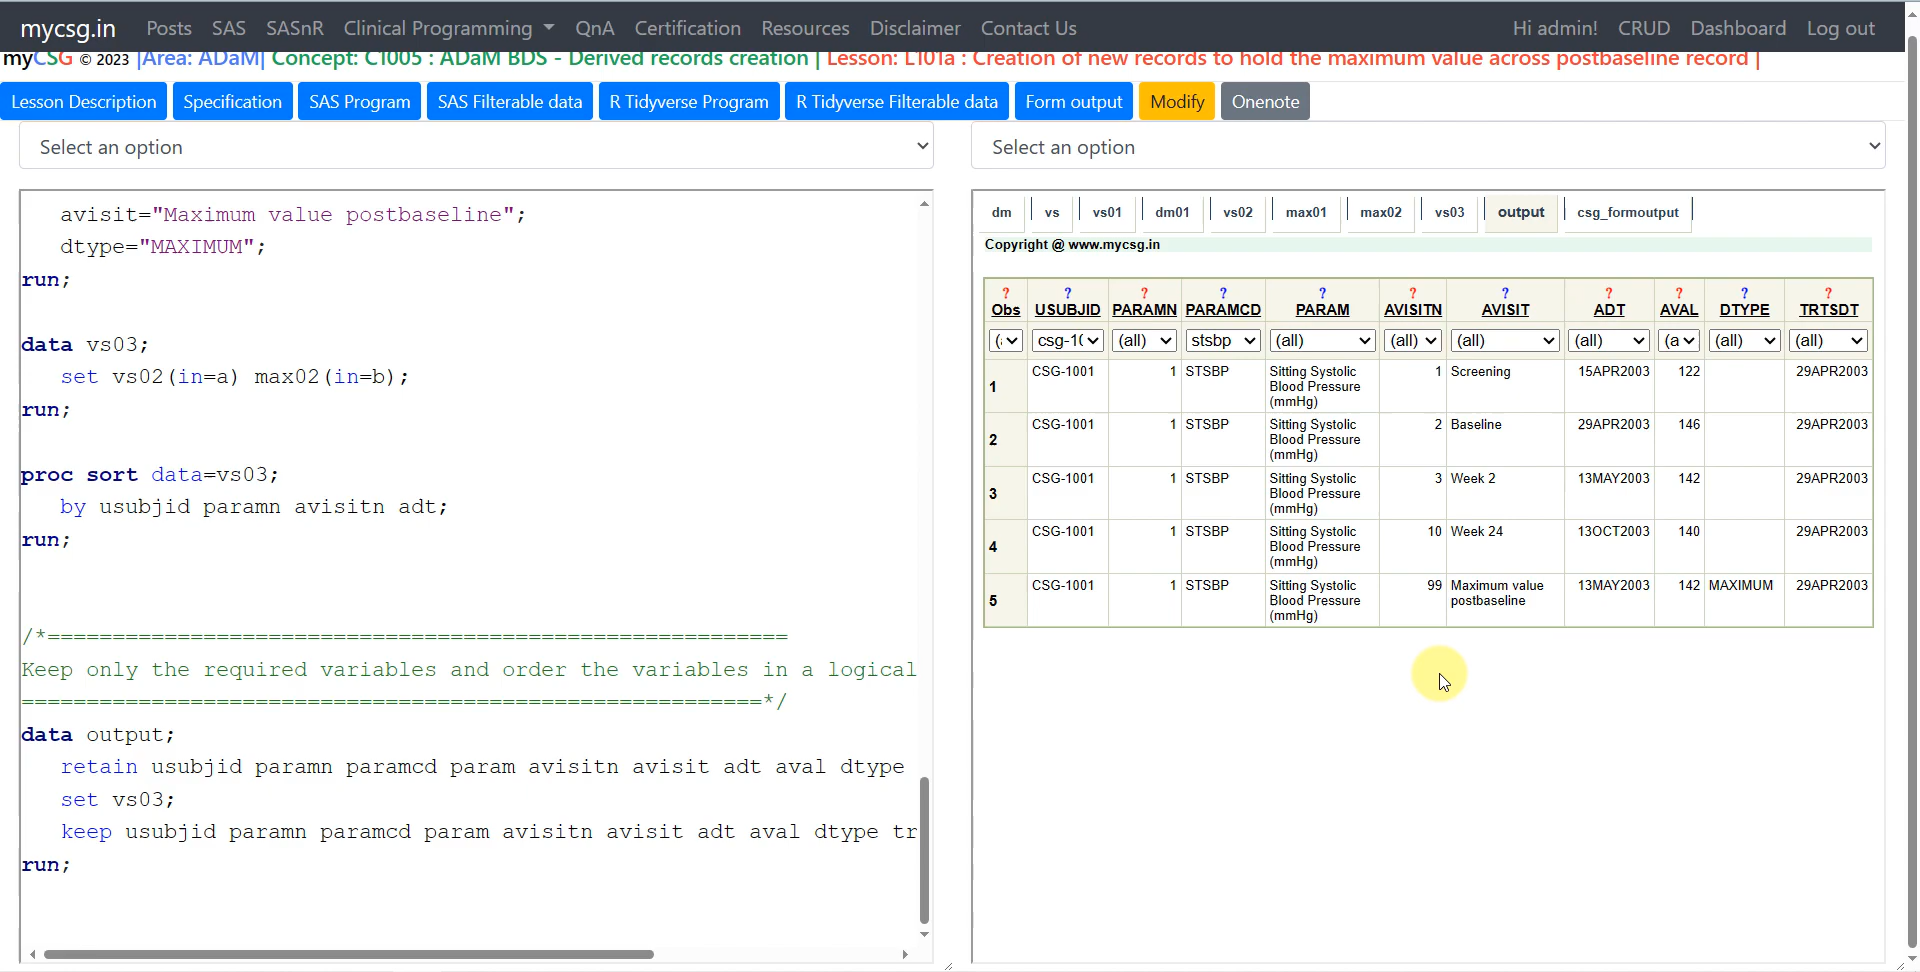 mycsg.in Posts SAS SASnR Clinical Programming QnA Certification Resources Disclaimer Contact Us Hi admin! CRUD Dashboard Log out
myCSG © 2023 |Area: ADaM| Concept: C1005 : ADaM BDS - Derived records creation | Lesson: L101a : Creation of new records to hold the maximum value across postbaseline record |
Lesson Description Specification SAS Program SAS Filterable data R Tidyverse Program R Tidyverse Filterable data Form output Modify Onenote
Select an option
avisit="Maximum value postbaseline";
dtype="MAXIMUM";
run;
data vs03;
set vs02(in=a) max02(in=b);
run;
proc sort data=vs03;
by usubjid paramn avisitn adt;
run;
/*=========================================================
Keep only the required variables and order the variables in a logical
=========================================================*/
data output;
retain usubjid paramn paramcd param avisitn avisit adt aval dtype
set vs03;
keep usubjid paramn paramcd param avisitn avisit adt aval dtype tr
run;
Select an option
dm vs vs01 dm01 vs02 max01 max02 vs03 output csg_formoutput
Copyright @ www.mycsg.in
? ? ? ? ? ? ? ? ? ? ?
Obs USUBJID PARAMN PARAMCD PARAM AVISITN AVISIT ADT AVAL DTYPE TRTSDT
( csg-1( (all) stsbp (all) (all) (all) (all) (a (all) (all)
1 CSG-1001 1 STSBP Sitting Systolic 1 Screening 15APR2003 122 29APR2003
Blood Pressure
(mmHg)
2 CSG-1001 1 STSBP Sitting Systolic 2 Baseline 29APR2003 146 29APR2003
Blood Pressure
(mmHg)
3 CSG-1001 1 STSBP Sitting Systolic 3 Week 2 13MAY2003 142 29APR2003
Blood Pressure
(mmHg)
4 CSG-1001 1 STSBP Sitting Systolic 10 Week 24 13OCT2003 140 29APR2003
Blood Pressure
(mmHg)
5 CSG-1001 1 STSBP Sitting Systolic 99 Maximum value 13MAY2003 142 MAXIMUM 29APR2003
Blood Pressure postbaseline
(mmHg)